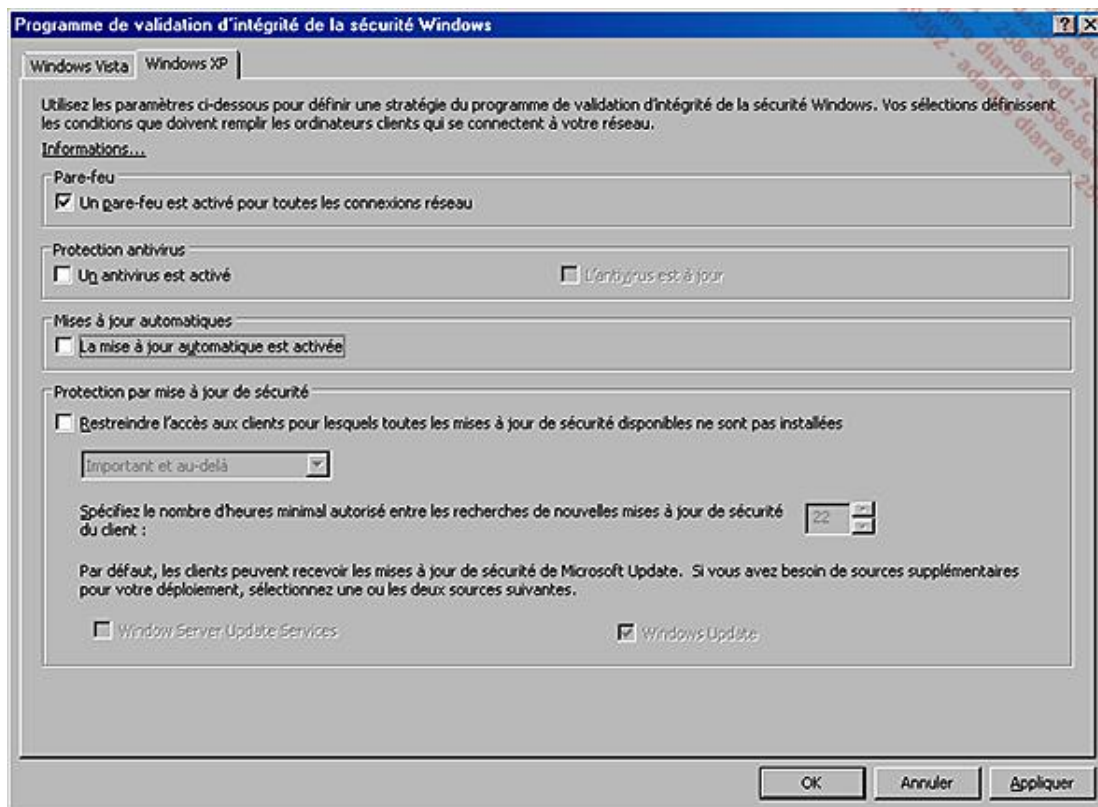 Programme de validation d'intégrité de la sécurité Windows
Windows Vista
Windows XP
Utilisez les paramètres ci-dessous pour définir une stratégie du programme de validation d'intégrité de la sécurité Windows. Vos sélections définissent
les conditions que doivent remplir les ordinateurs clients qui se connectent à votre réseau.
Informations...
Pare-feu
Un pare-feu est activé pour toutes les connexions réseau
Protection antivirus
Un antivirus est activé
L'antivirus est à jour
Mises à jour automatiques
La mise à jour automatique est activée
Protection par mise à jour de sécurité
Restreindre l'accès aux clients pour lesquels toutes les mises à jour de sécurité disponibles ne sont pas installées
Important et au-delà
Spécifiez le nombre d'heures minimal autorisé entre les recherches de nouvelles mises à jour de sécurité
du client :
22
Par défaut, les clients peuvent recevoir les mises à jour de sécurité de Microsoft Update. Si vous avez besoin de sources supplémentaires
pour votre déploiement, sélectionnez une ou les deux sources suivantes.
Window Server Update Services
Windows Update
OK
Annuler
Appliquer